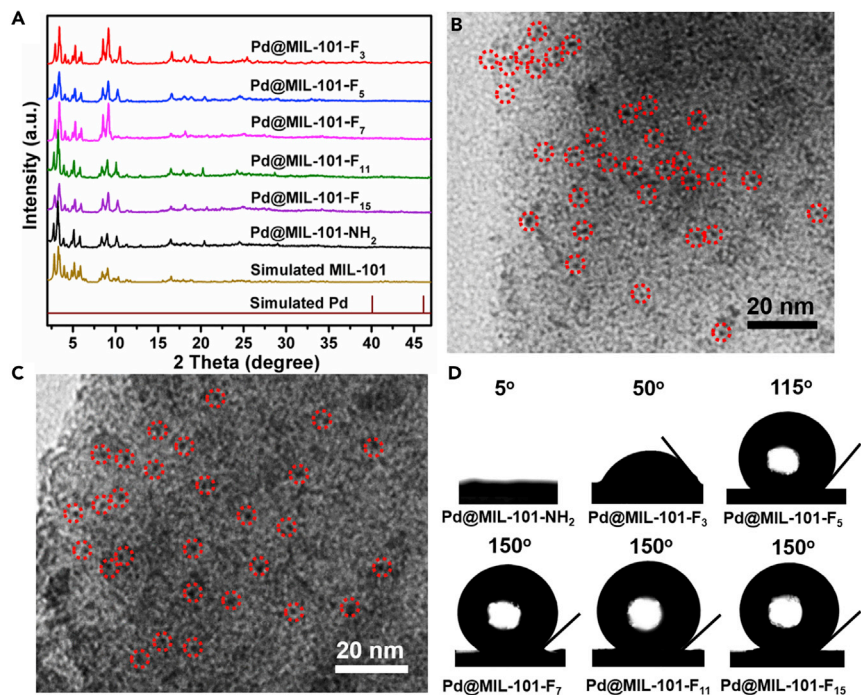 A
Intensity (a.u.)
Pd@MIL-101-F₃
Pd@MIL-101-F₅
Pd@MIL-101-F₇
Pd@MIL-101-F₁₁
Pd@MIL-101-F₁₅
Pd@MIL-101-NH₂
Simulated MIL-101
Simulated Pd
5 10 15 20 25 30 35 40 45
2 Theta (degree)
B
20 nm
C
20 nm
D
5° 50° 115°
Pd@MIL-101-NH₂ Pd@MIL-101-F₃ Pd@MIL-101-F₅
150° 150° 150°
Pd@MIL-101-F₇ Pd@MIL-101-F₁₁ Pd@MIL-101-F₁₅